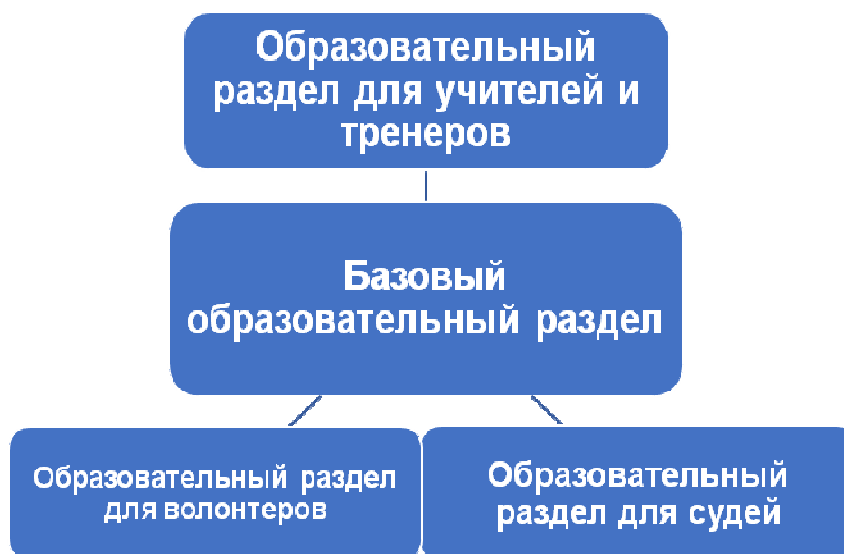 Образовательный
раздел для учителей и
тренеров
Базовый
образовательный раздел
Образовательный раздел
для волонтеров
Образовательный
раздел для судей